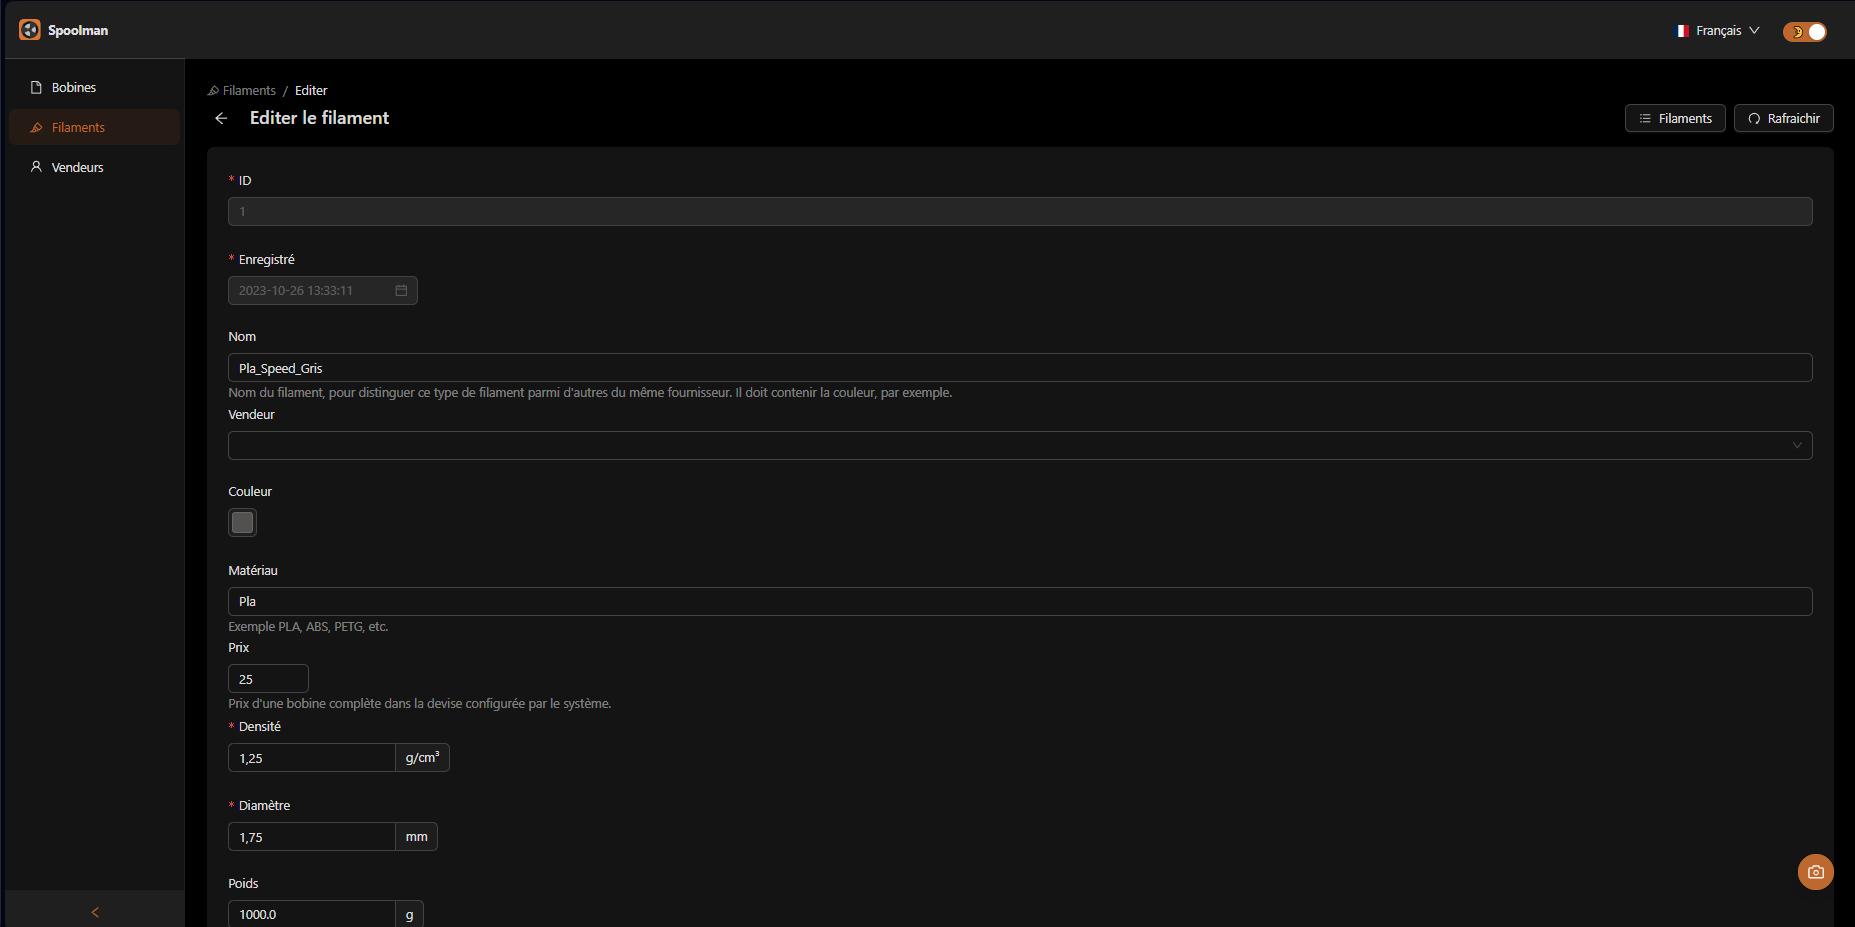 Spoolman
Français
Bobines
Filaments
Vendeurs
Filaments / Editer
Editer le filament
Filaments
Rafraichir
* ID
1
* Enregistré
2023-10-26 13:33:11
Nom
Pla_Speed_Gris
Nom du filament, pour distinguer ce type de filament parmi d'autres du même fournisseur. Il doit contenir la couleur, par exemple.
Vendeur
Couleur
Matériau
Pla
Exemple PLA, ABS, PETG, etc.
Prix
25
Prix d'une bobine complète dans la devise configurée par le système.
* Densité
1,25 g/cm³
* Diamètre
1,75 mm
Poids
1000.0 g